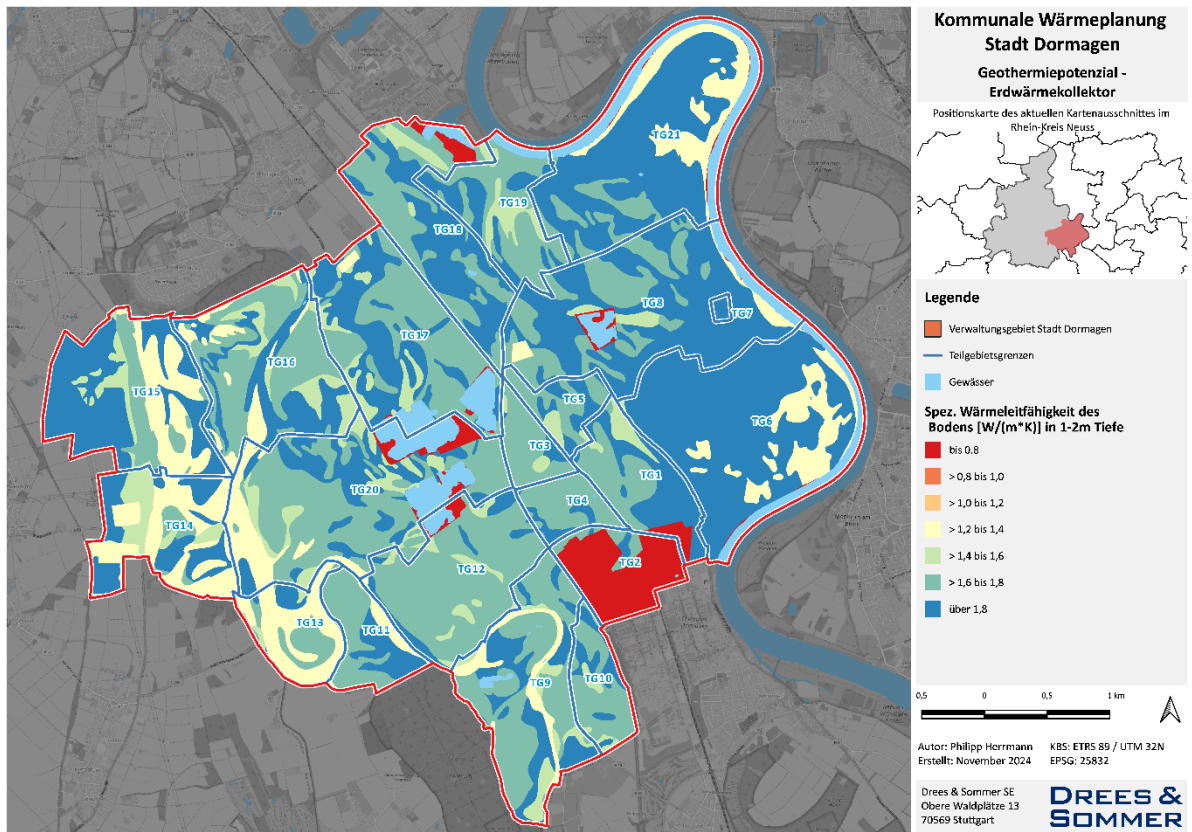 Kommunale Wärmeplanung
Stadt Dormagen
Geothermiepotenzial -
Erdwärmekollektor
Positionskarte des aktuellen Kartenausschnittes im
Rhein-Kreis Neuss
Legende
Verwaltungsgebiet Stadt Dormagen
Teilgebietsgrenzen
Gewässer
Spez. Wärmeleitfähigkeit des
Bodens [W/(m*K)] in 1-2m Tiefe
bis 0.8
> 0,8 bis 1,0
> 1,0 bis 1,2
> 1,2 bis 1,4
> 1,4 bis 1,6
> 1,6 bis 1,8
über 1,8
0,5 0 0,5 1 km
Autor: Philipp Herrmann KBS: ETRS 89 / UTM 32N
Erstellt: November 2024 EPSG: 25832
Drees & Sommer SE
Obere Waldplätze 13
70569 Stuttgart
DREES &
SOMMER
TG21
TG19
TG18
TG8
TG7
TG17
TG16
TG15
TG5
TG6
TG3
TG1
TG20
TG4
TG14
TG2
TG12
TG13
TG11
TG9
TG10